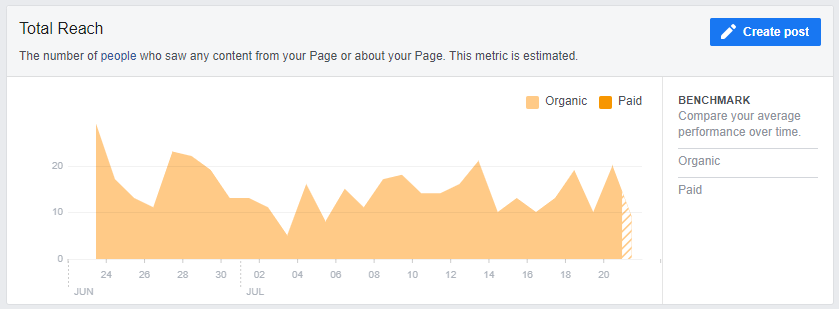 Total Reach
Create post
The number of people who saw any content from your Page or about your Page. This metric is estimated.
Organic Paid
BENCHMARK
Compare your average
performance over time.
Organic
Paid
20
10
0
24 26 28 30 02 04 06 08 10 12 14 16 18 20
JUN JUL